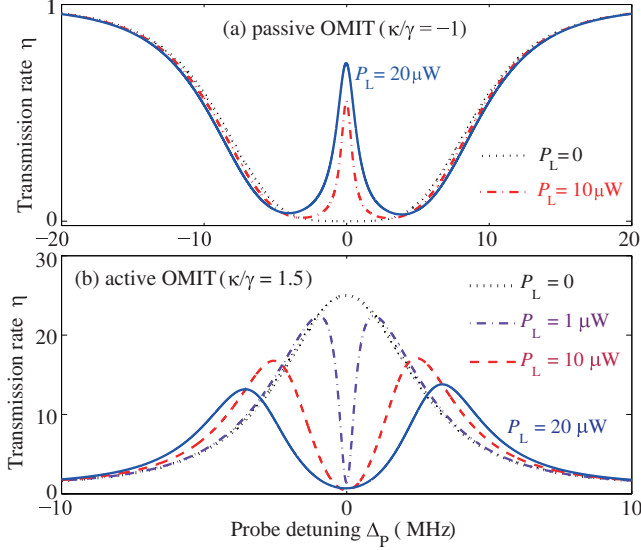 1
(a) passive OMIT (κ/γ = −1)
P_L = 20μW
Transmission rate η
P_L = 0
P_L = 10μW
0
−20
−10
0
10
20
30
(b) active OMIT (κ/γ = 1.5)
P_L = 0
P_L = 1 μW
20
P_L = 10 μW
Transmission rate η
10
P_L = 20 μW
0
−10
0
10
Probe detuning Δ_P ( MHz)